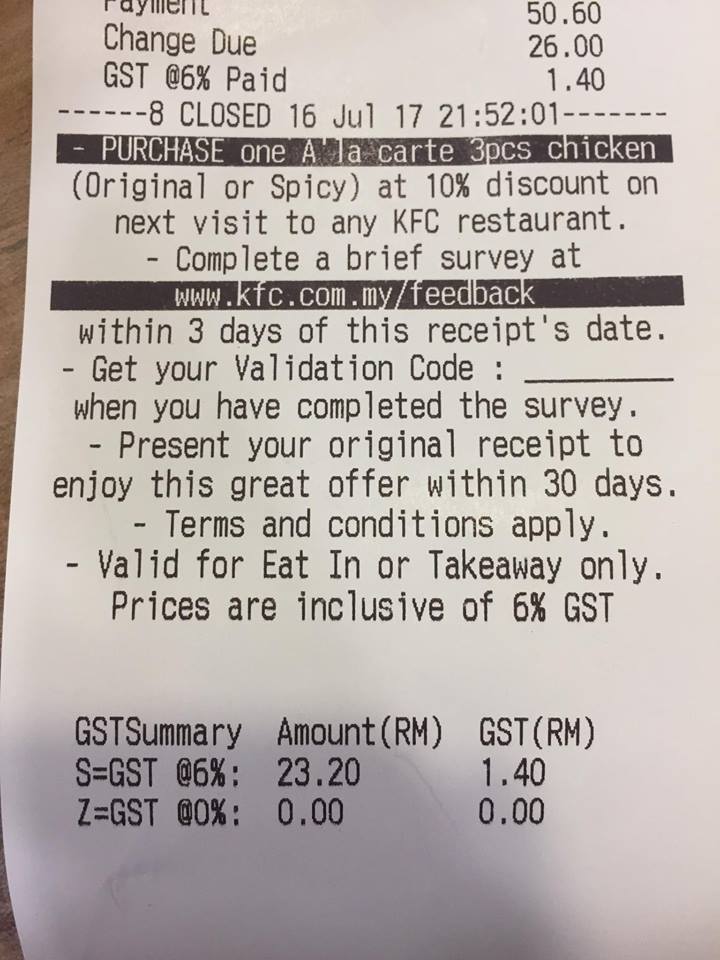 Payment 50.60
Change Due 26.00
GST @6% Paid 1.40
------8 CLOSED 16 Jul 17 21:52:01-------
- PURCHASE one A'la carte 3pcs chicken
(Original or Spicy) at 10% discount on
next visit to any KFC restaurant.
- Complete a brief survey at
www.kfc.com.my/feedback
within 3 days of this receipt's date.
- Get your Validation Code : _________
when you have completed the survey.
- Present your original receipt to
enjoy this great offer within 30 days.
- Terms and conditions apply.
- Valid for Eat In or Takeaway only.
Prices are inclusive of 6% GST
GSTSummary Amount(RM) GST(RM)
S=GST @6%: 23.20 1.40
Z=GST @0%: 0.00 0.00